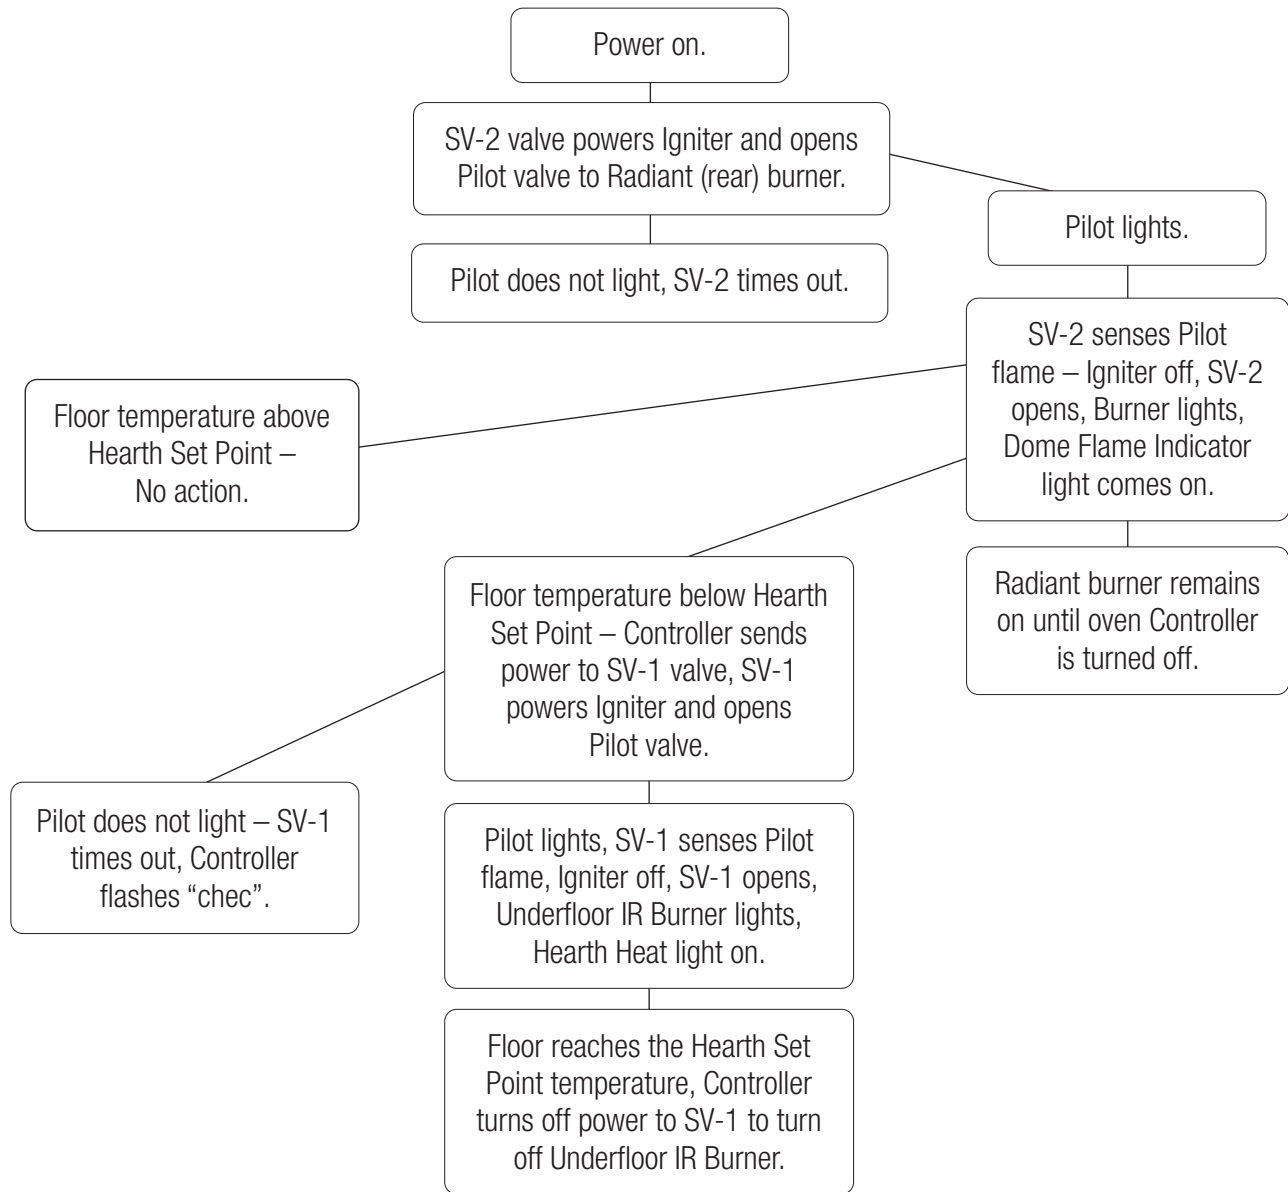 Power on.
SV-2 valve powers Igniter and opens
Pilot valve to Radiant (rear) burner.
Pilot lights.
Pilot does not light, SV-2 times out.
SV-2 senses Pilot
flame – Igniter off, SV-2
opens, Burner lights,
Dome Flame Indicator
light comes on.
Floor temperature above
Hearth Set Point –
No action.
Radiant burner remains
on until oven Controller
is turned off.
Floor temperature below Hearth
Set Point – Controller sends
power to SV-1 valve, SV-1
powers Igniter and opens
Pilot valve.
Pilot does not light – SV-1
times out, Controller
flashes “chec”.
Pilot lights, SV-1 senses Pilot
flame, Igniter off, SV-1 opens,
Underfloor IR Burner lights,
Hearth Heat light on.
Floor reaches the Hearth Set
Point temperature, Controller
turns off power to SV-1 to turn
off Underfloor IR Burner.